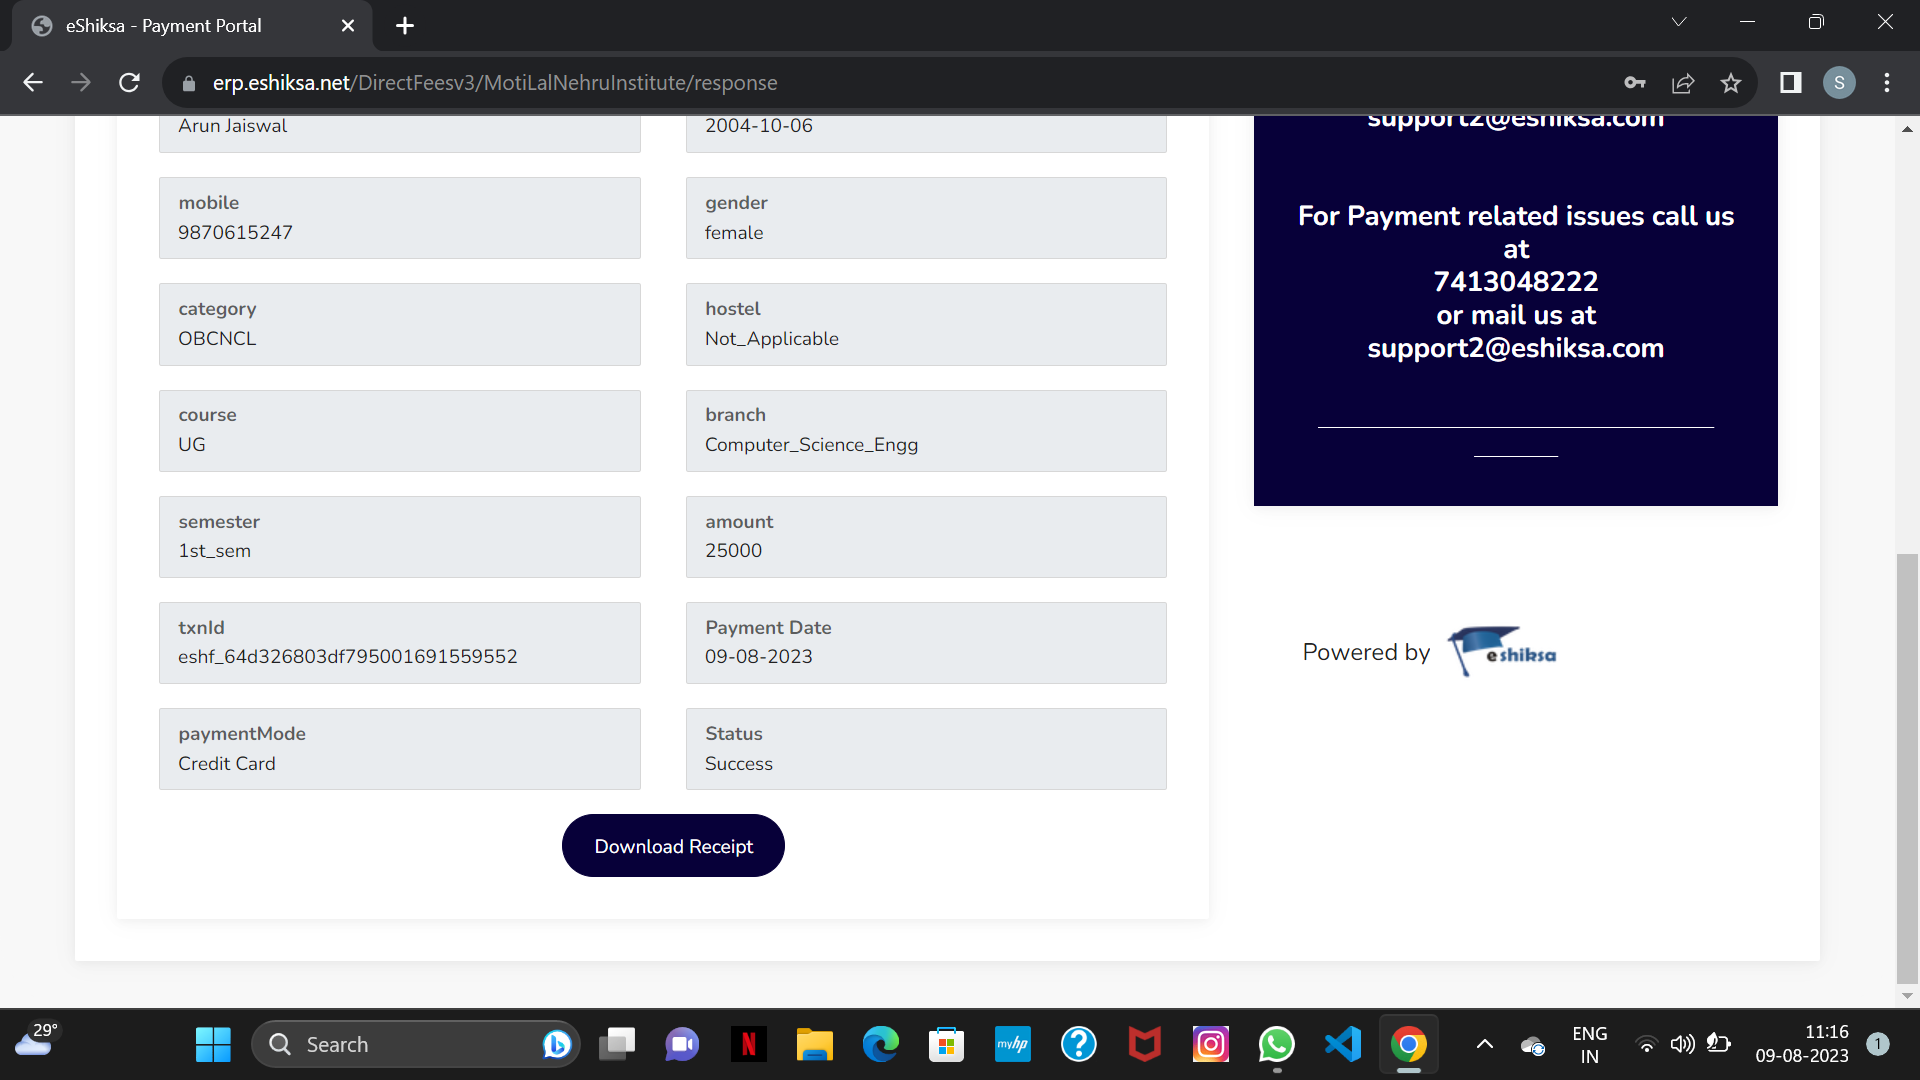 eShiksa - Payment Portal
erp.eshiksa.net/DirectFeesv3/MotiLalNehruInstitute/response
S
Arun Jaiswal
2004-10-06
mobile
9870615247
gender
female
category
OBCNCL
hostel
Not_Applicable
course
UG
branch
Computer_Science_Engg
semester
1st_sem
amount
25000
txnId
eshf_64d326803df795001691559552
Payment Date
09-08-2023
paymentMode
Credit Card
Status
Success
Download Receipt
support2@eshiksa.com
For Payment related issues call us
at
7413048222
or mail us at
support2@eshiksa.com
Powered by
eshiksa
29°
Search
N
myhp
?
ENG
IN
11:16
09-08-2023
1